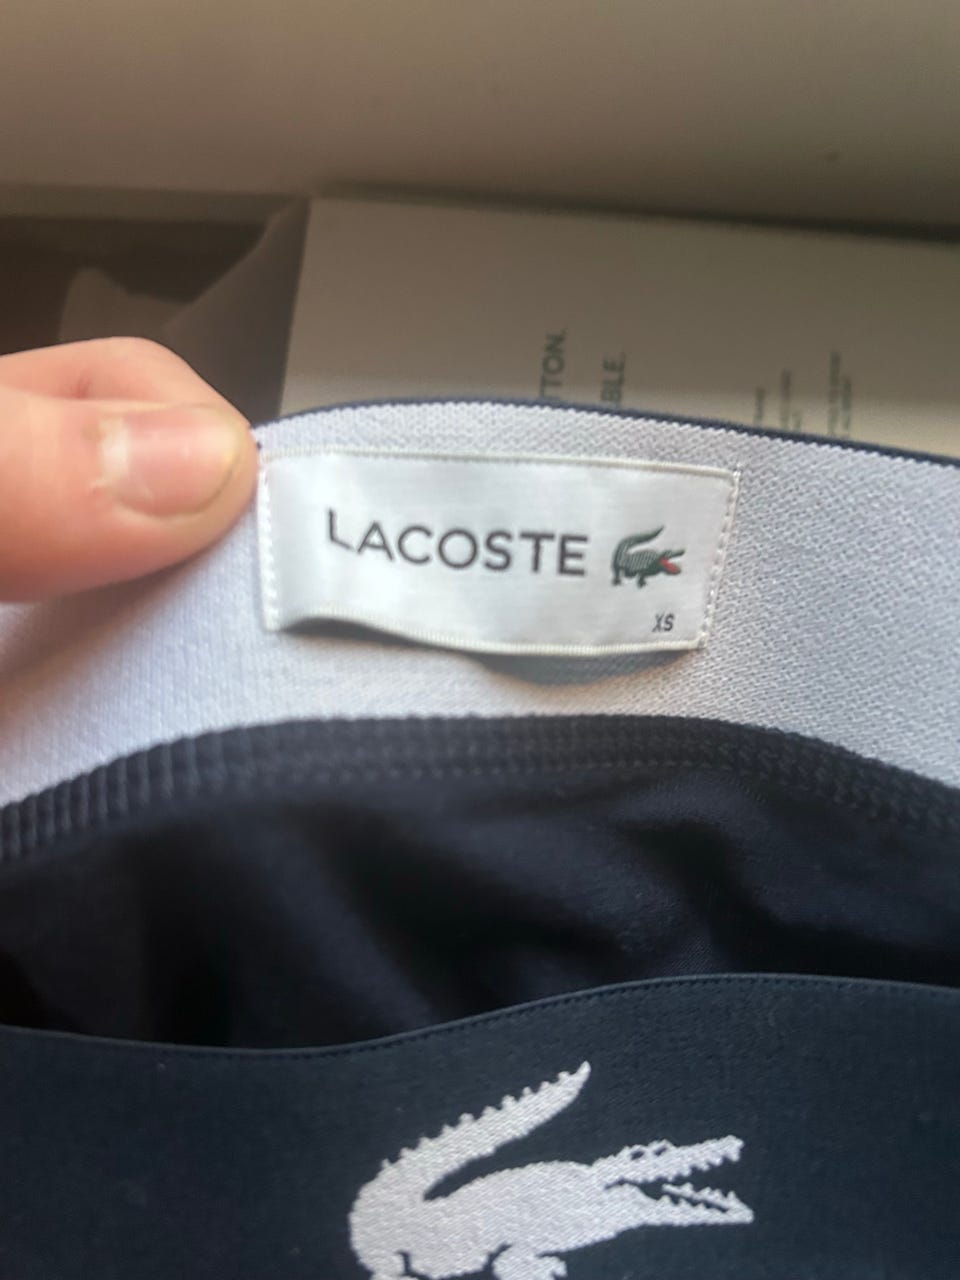 TTON.
BLE.
LACOSTE
XS